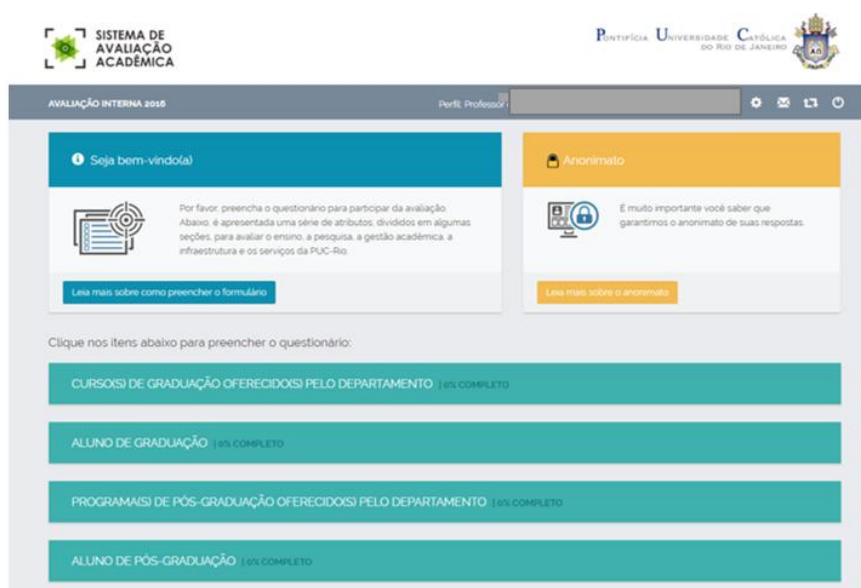 SISTEMA DE
AVALIAÇÃO
ACADÊMICA
PONTIFÍCIA UNIVERSIDADE CATÓLICA
DO RIO DE JANEIRO
AVALIAÇÃO INTERNA 2016
Perfil: Professor
Seja bem-vindo(a)
Por favor, preencha o questionário para participar da avaliação.
Abaixo, é apresentada uma série de atributos, divididos em algumas
seções, para avaliar o ensino, a pesquisa, a gestão acadêmica, a
infraestrutura e os serviços da PUC-Rio.
Leia mais sobre como preencher o formulário
Anonimato
É muito importante você saber que
garantimos o anonimato de suas respostas.
Leia mais sobre o anonimato
Clique nos itens abaixo para preencher o questionário:
CURSO(S) DE GRADUAÇÃO OFERECIDO(S) PELO DEPARTAMENTO | 0% COMPLETO
ALUNO DE GRADUAÇÃO | 0% COMPLETO
PROGRAMA(S) DE PÓS-GRADUAÇÃO OFERECIDO(S) PELO DEPARTAMENTO | 0% COMPLETO
ALUNO DE PÓS-GRADUAÇÃO | 0% COMPLETO